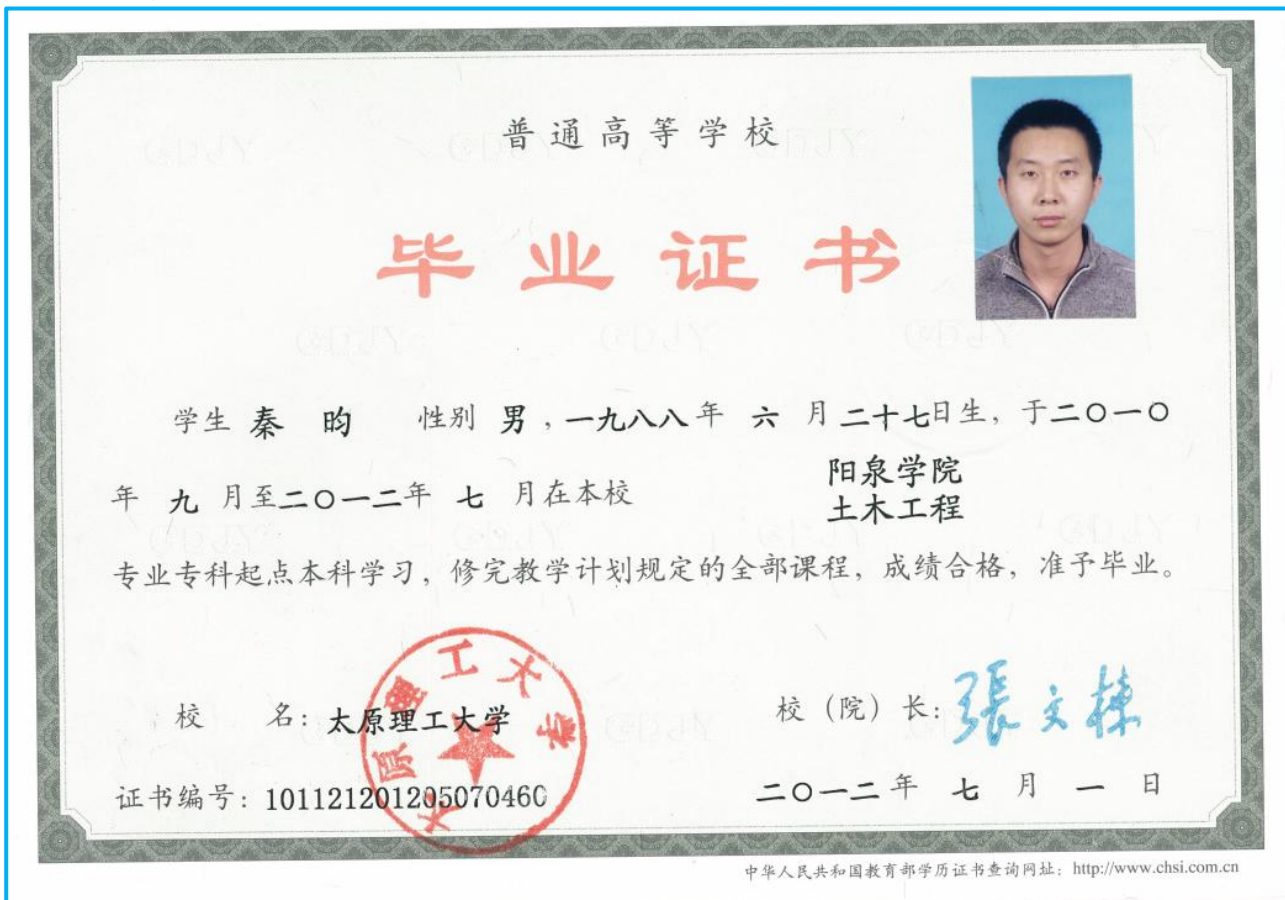 普通高等学校
毕业证书
学生 秦 昀 性别 男，一九八八年 六 月二十七日生，于二〇一〇
年 九 月至二〇一二年 七 月在本校 阳泉学院
土木工程
专业专科起点本科学习，修完教学计划规定的全部课程，成绩合格，准予毕业。
校 名：太原理工大学
太原理工大学
校（院）长：張文棟
证书编号：101121201205070460
二〇一二年 七 月 一 日
中华人民共和国教育部学历证书查询网址：http://www.chsi.com.cn